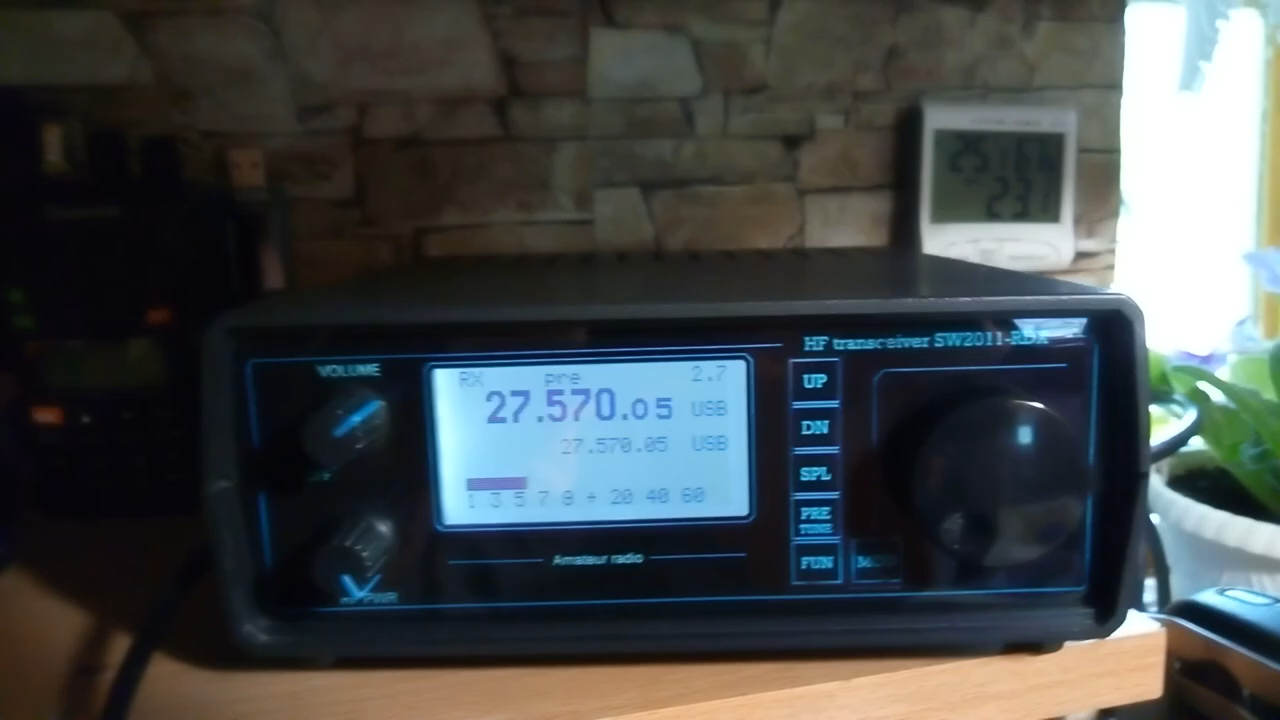 HF transceiver SW2011-RDX
VOLUME
RX pre 2.7
27.570.05 USB
27.570.05 USB
1 3 5 7 9 + 20 40 60
Amateur radio
UP
DN
SPL
PRE
TUNE
FUN
PWR